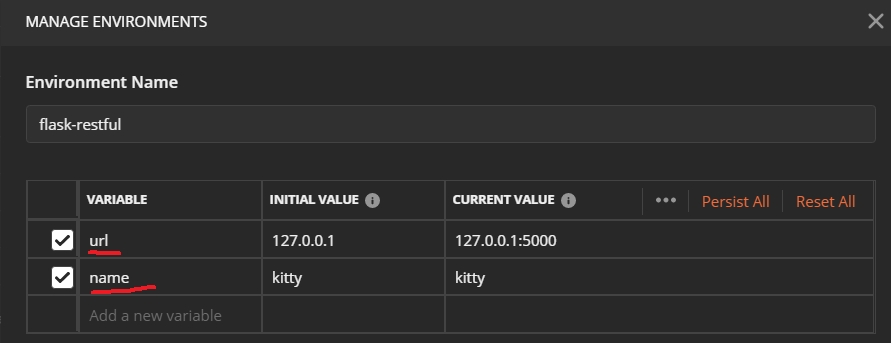 MANAGE ENVIRONMENTS
Environment Name
flask-restful
VARIABLE INITIAL VALUE CURRENT VALUE Persist All Reset All
url 127.0.0.1 127.0.0.1:5000
name kitty kitty
Add a new variable